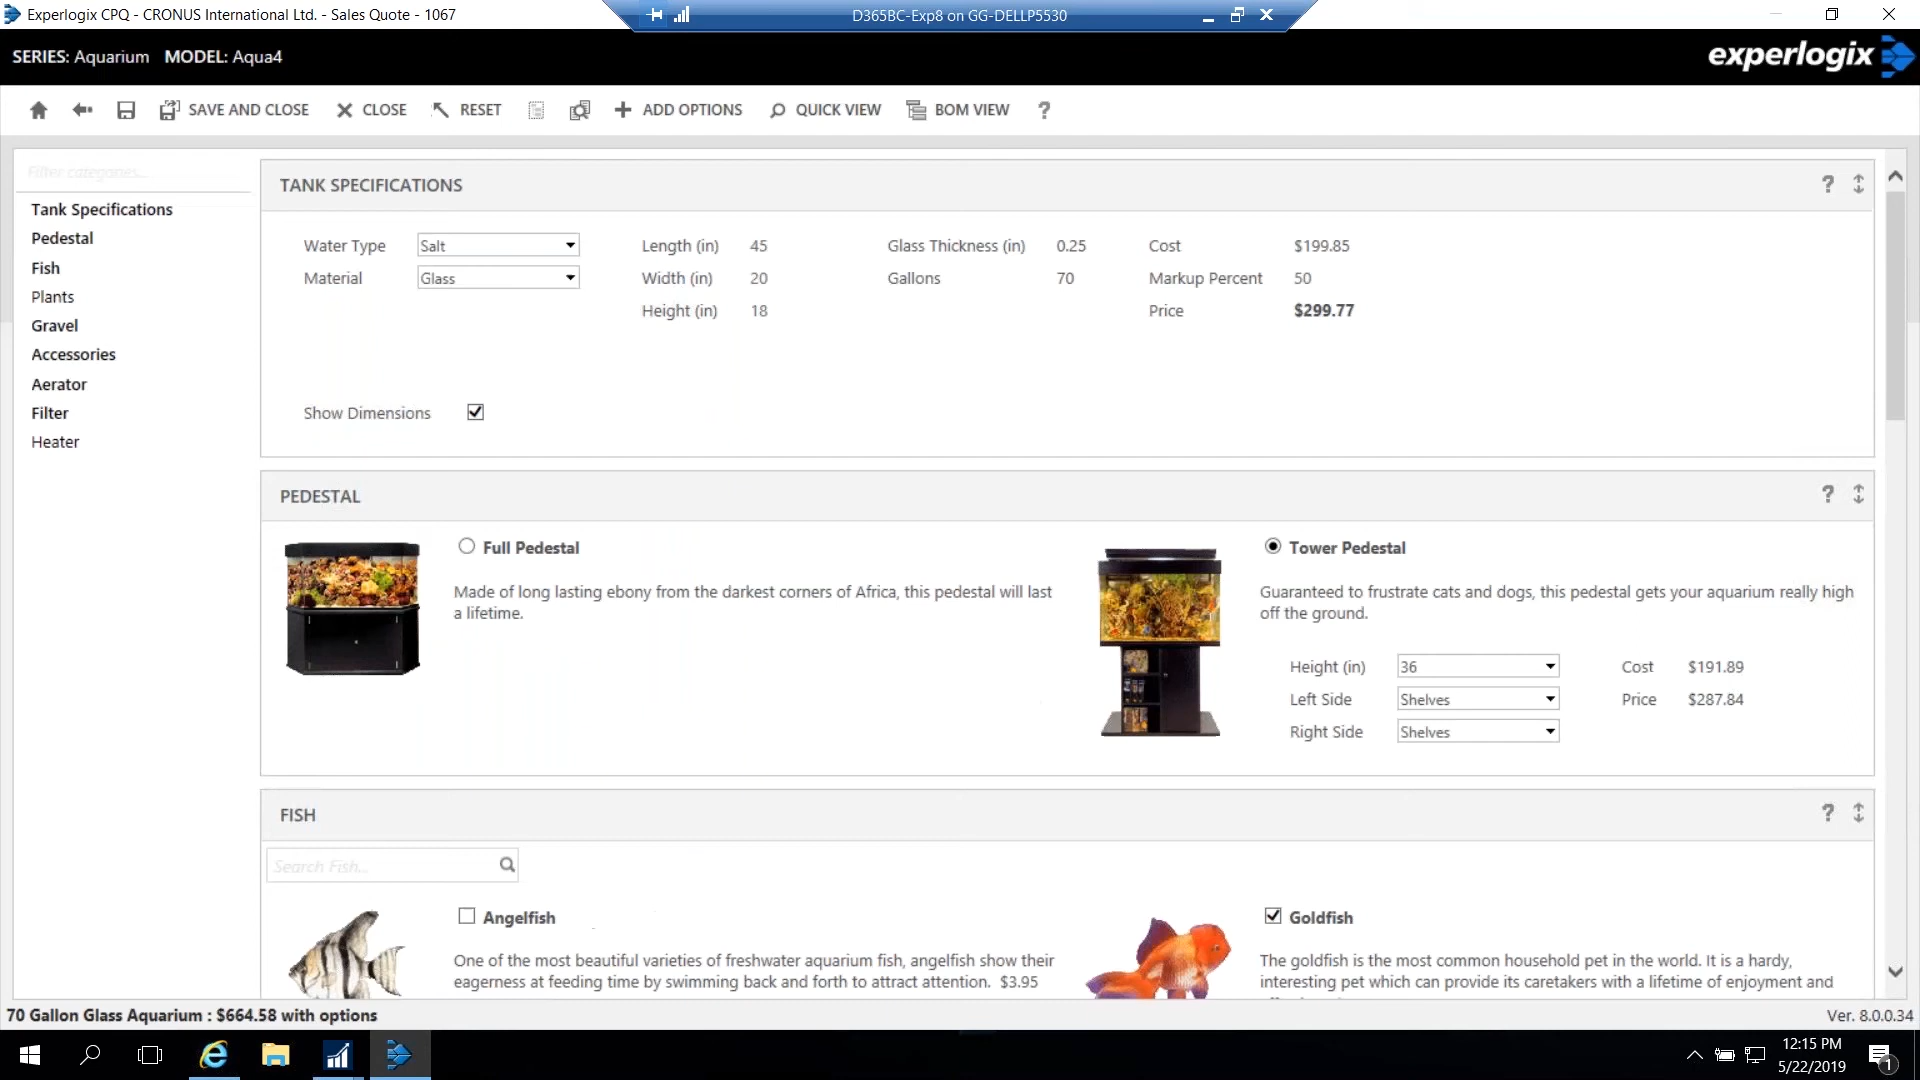 Experlogix CPQ - CRONUS International Ltd. - Sales Quote - 1067
D365BC-Exp8 on GG-DELLP5530
SERIES: Aquarium MODEL: Aqua4
experlogix
SAVE AND CLOSE CLOSE RESET ADD OPTIONS QUICK VIEW BOM VIEW ?
Filter categories...
Tank Specifications
Pedestal
Fish
Plants
Gravel
Accessories
Aerator
Filter
Heater
TANK SPECIFICATIONS ?
Water Type Salt Length (in) 45 Glass Thickness (in) 0.25 Cost $199.85
Material Glass Width (in) 20 Gallons 70 Markup Percent 50
Height (in) 18 Price $299.77
Show Dimensions
PEDESTAL ?
Full Pedestal
Made of long lasting ebony from the darkest corners of Africa, this pedestal will last
a lifetime.
Tower Pedestal
Guaranteed to frustrate cats and dogs, this pedestal gets your aquarium really high
off the ground.
Height (in) 36 Cost $191.89
Left Side Shelves Price $287.84
Right Side Shelves
FISH ?
Search Fish...
Angelfish
One of the most beautiful varieties of freshwater aquarium fish, angelfish show their
eagerness at feeding time by swimming back and forth to attract attention. $3.95
Goldfish
The goldfish is the most common household pet in the world. It is a hardy,
interesting pet which can provide its caretakers with a lifetime of enjoyment and
70 Gallon Glass Aquarium : $664.58 with options
Ver. 8.0.0.34
12:15 PM
5/22/2019
1